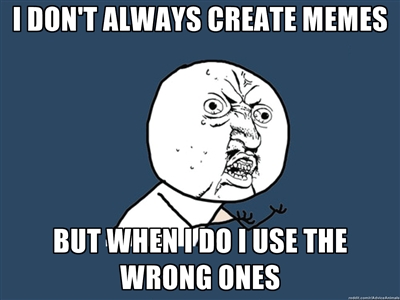 I DON'T ALWAYS CREATE MEMES
BUT WHEN I DO I USE THE
WRONG ONES